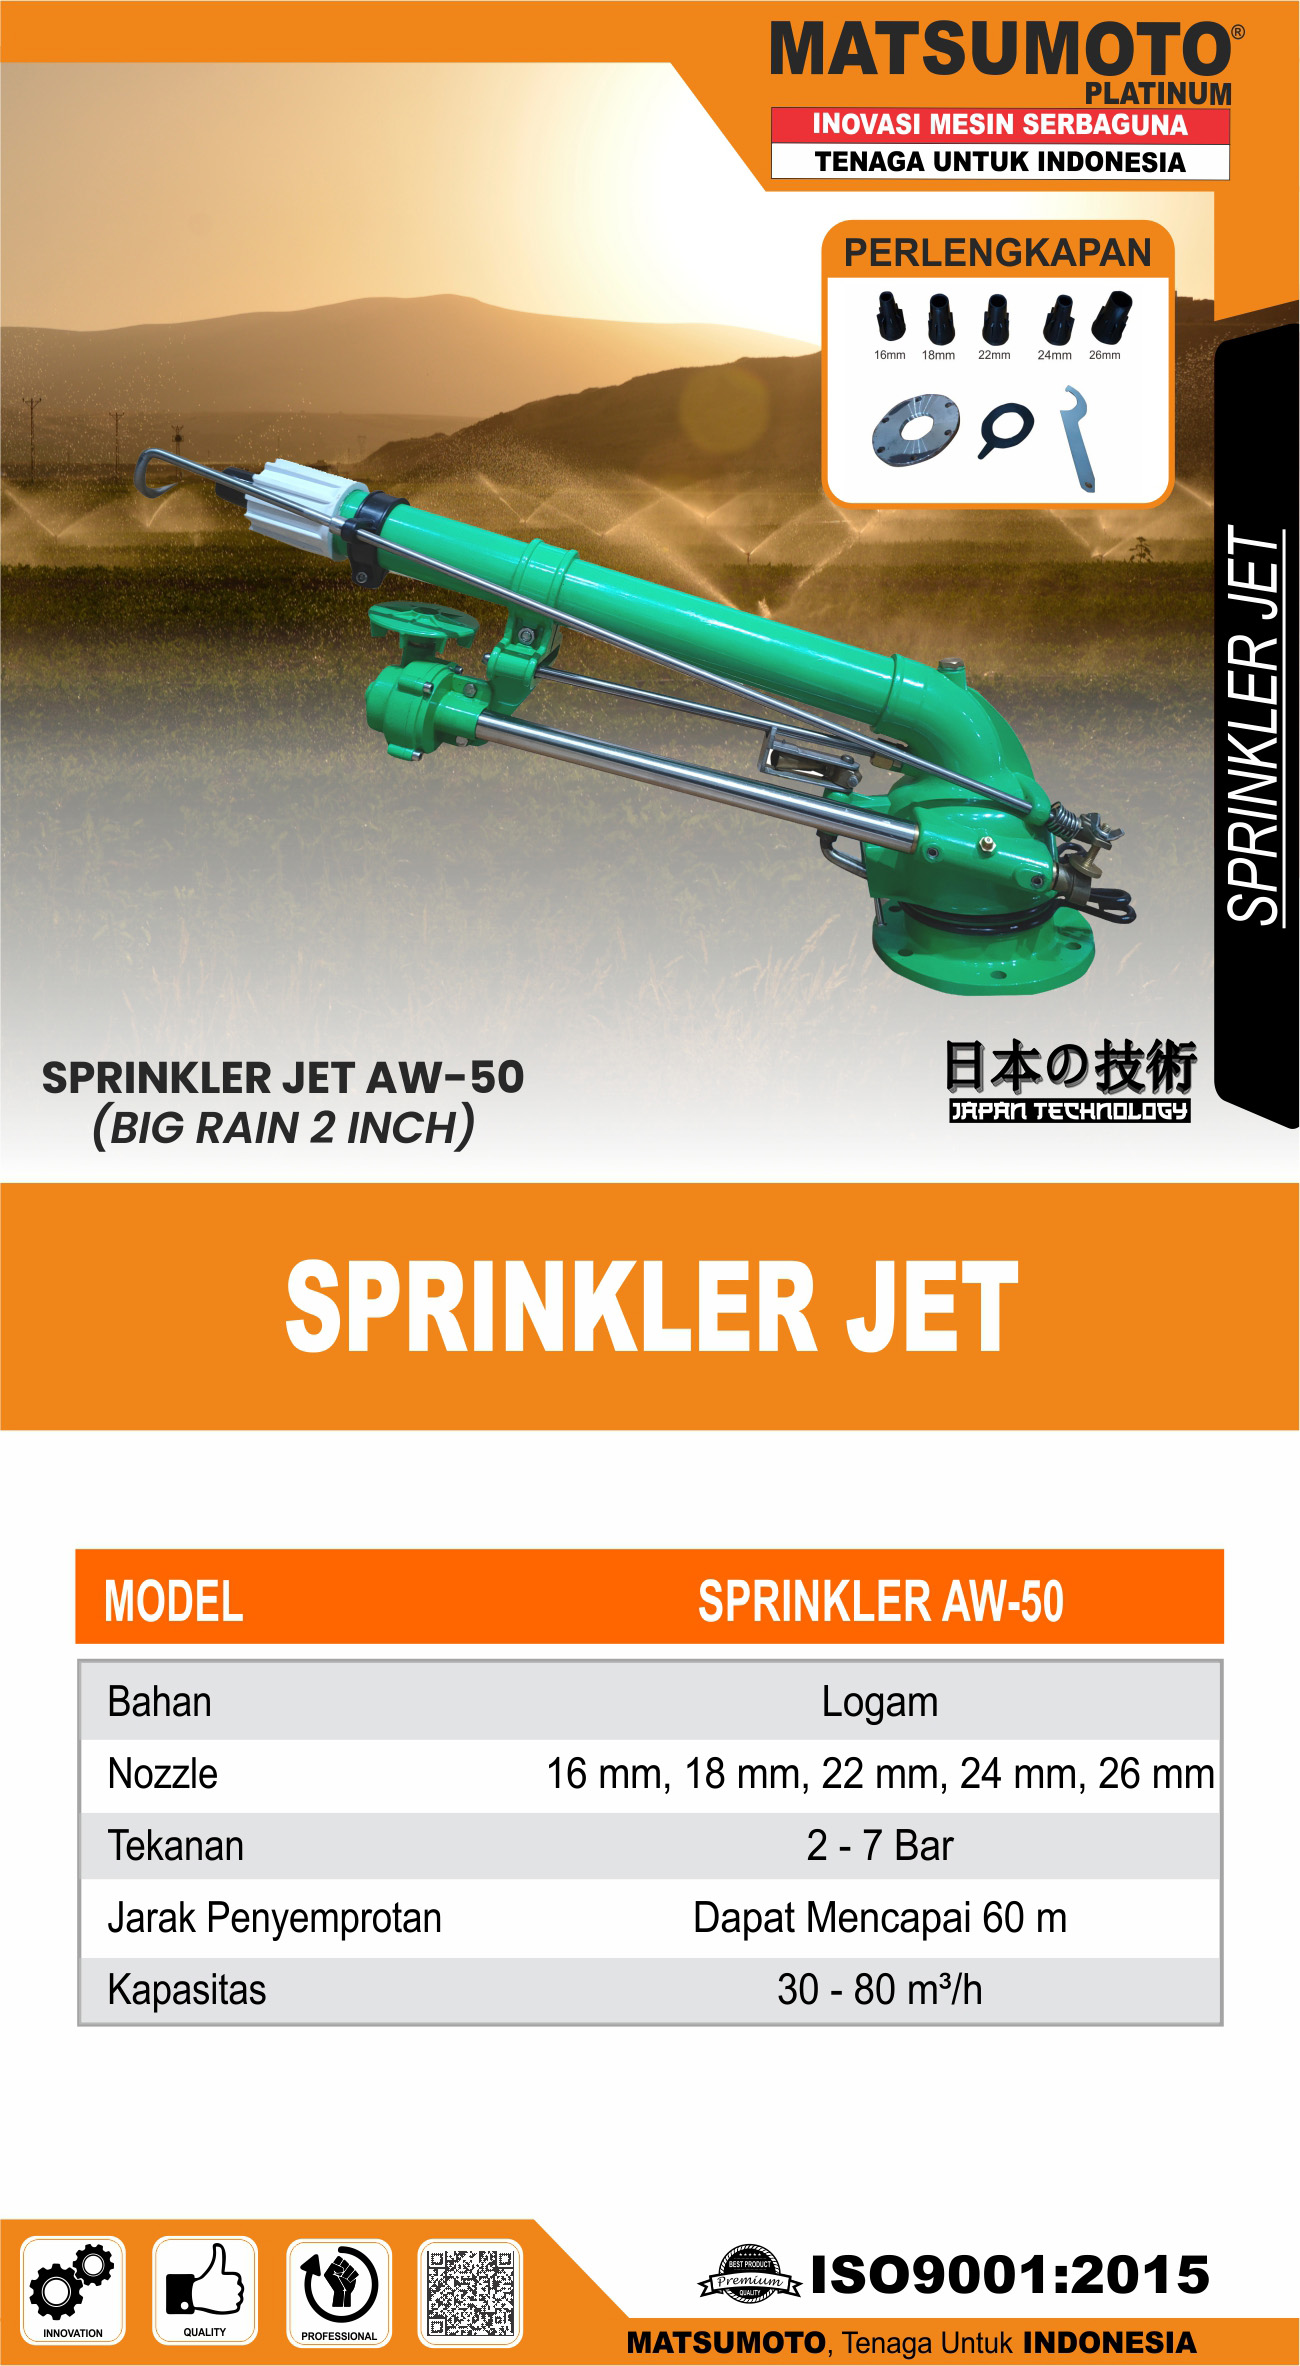 MATSUMOTO®
PLATINUM
INOVASI MESIN SERBAGUNA
TENAGA UNTUK INDONESIA
PERLENGKAPAN
16mm 18mm 22mm 24mm 26mm
SPRINKLER JET
SPRINKLER JET AW-50
(BIG RAIN 2 INCH)
日本の技術
JAPAN TECHNOLOGY
SPRINKLER JET
MODEL SPRINKLER AW-50
Bahan Logam
Nozzle 16 mm, 18 mm, 22 mm, 24 mm, 26 mm
Tekanan 2 - 7 Bar
Jarak Penyemprotan Dapat Mencapai 60 m
Kapasitas 30 - 80 m³/h
INNOVATION
QUALITY
PROFESSIONAL
BEST PRODUCT
Premium
QUALITY
ISO9001:2015
MATSUMOTO, Tenaga Untuk INDONESIA